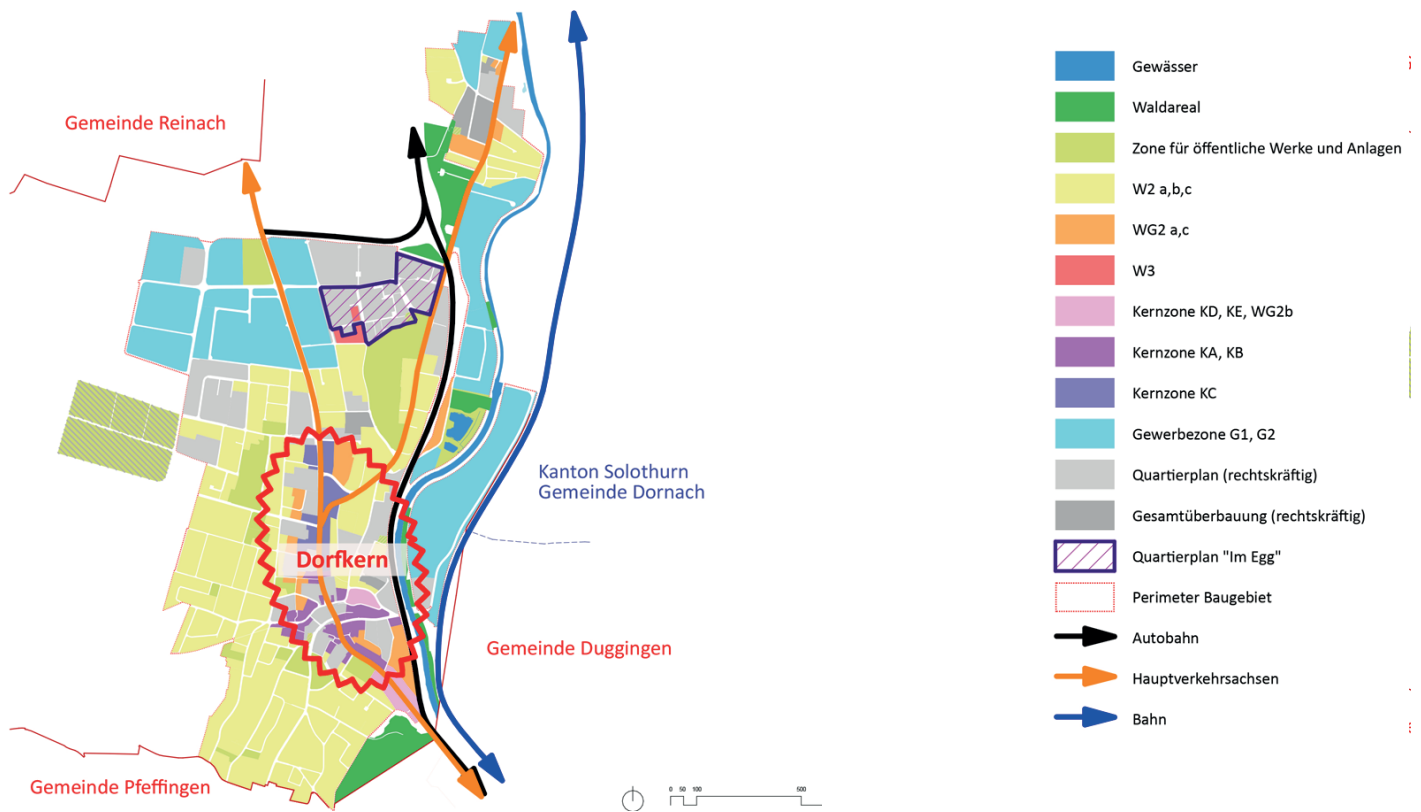 Gemeinde Reinach
Kanton Solothurn
Gemeinde Dornach
Dorfkern
Gemeinde Duggingen
Gemeinde Pfeffingen
0 50 100 500
Gewässer
Waldareal
Zone für öffentliche Werke und Anlagen
W2 a,b,c
WG2 a,c
W3
Kernzone KD, KE, WG2b
Kernzone KA, KB
Kernzone KC
Gewerbezone G1, G2
Quartierplan (rechtskräftig)
Gesamtüberbauung (rechtskräftig)
Quartierplan "Im Egg"
Perimeter Baugebiet
Autobahn
Hauptverkehrsachsen
Bahn